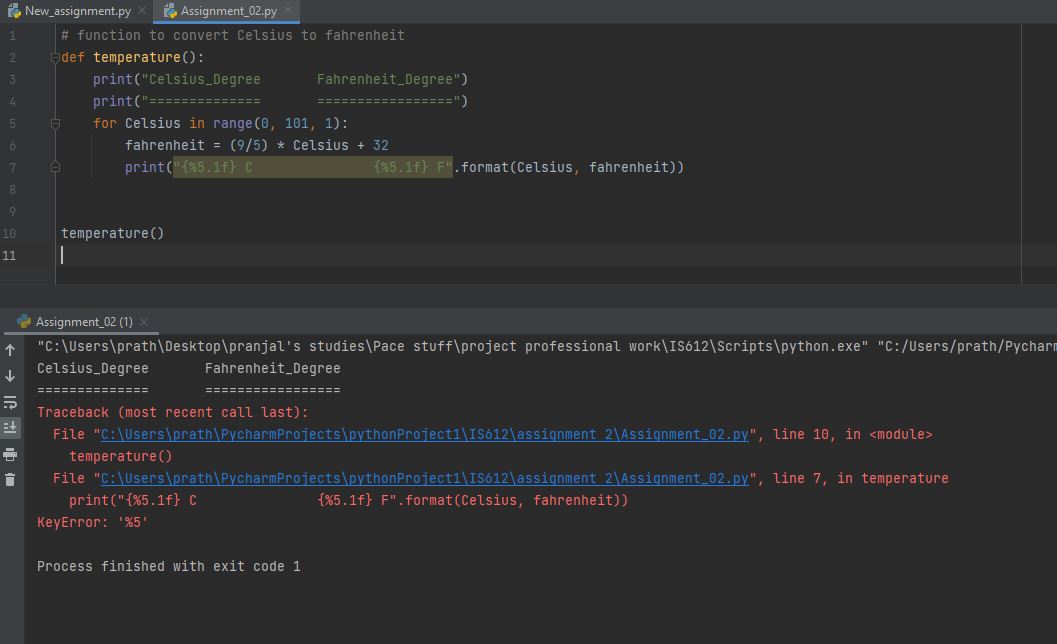 New_assignment.py Assignment_02.py
1 # function to convert Celsius to fahrenheit
2 def temperature():
3     print("Celsius_Degree       Fahrenheit_Degree")
4     print("==============       =================")
5     for Celsius in range(0, 101, 1):
6         fahrenheit = (9/5) * Celsius + 32
7         print("{%5.1f} C               {%5.1f} F".format(Celsius, fahrenheit))
8
9
10 temperature()
11
Assignment_02 (1)
"C:\Users\prath\Desktop\pranjal's studies\Pace stuff\project professional work\IS612\Scripts\python.exe" "C:/Users/prath/Pycharm
Celsius_Degree       Fahrenheit_Degree
==============       =================
Traceback (most recent call last):
  File "C:\Users\prath\PycharmProjects\pythonProject1\IS612\assignment 2\Assignment_02.py", line 10, in <module>
    temperature()
  File "C:\Users\prath\PycharmProjects\pythonProject1\IS612\assignment 2\Assignment_02.py", line 7, in temperature
    print("{%5.1f} C               {%5.1f} F".format(Celsius, fahrenheit))
KeyError: '%5'
Process finished with exit code 1